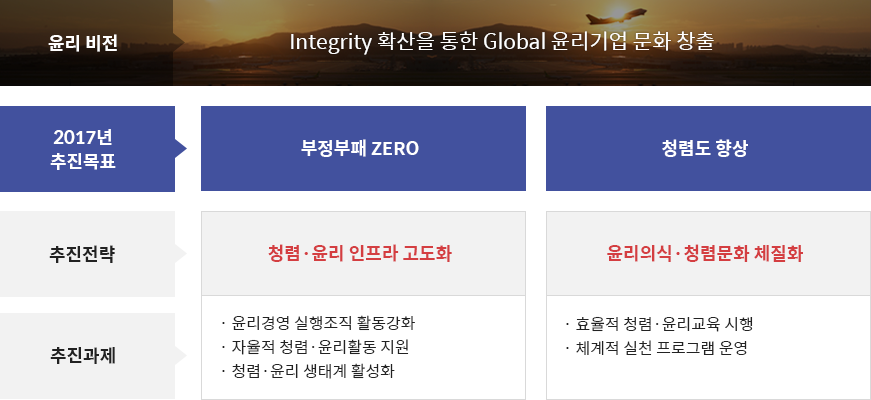 윤리 비전
Integrity 확산을 통한 Global 윤리기업 문화 창출
2017년
추진목표
부정부패 ZERO
청렴도 향상
추진전략
청렴·윤리 인프라 고도화
윤리의식·청렴문화 체질화
추진과제
· 윤리경영 실행조직 활동강화
· 자율적 청렴·윤리활동 지원
· 청렴·윤리 생태계 활성화
· 효율적 청렴·윤리교육 시행
· 체계적 실천 프로그램 운영